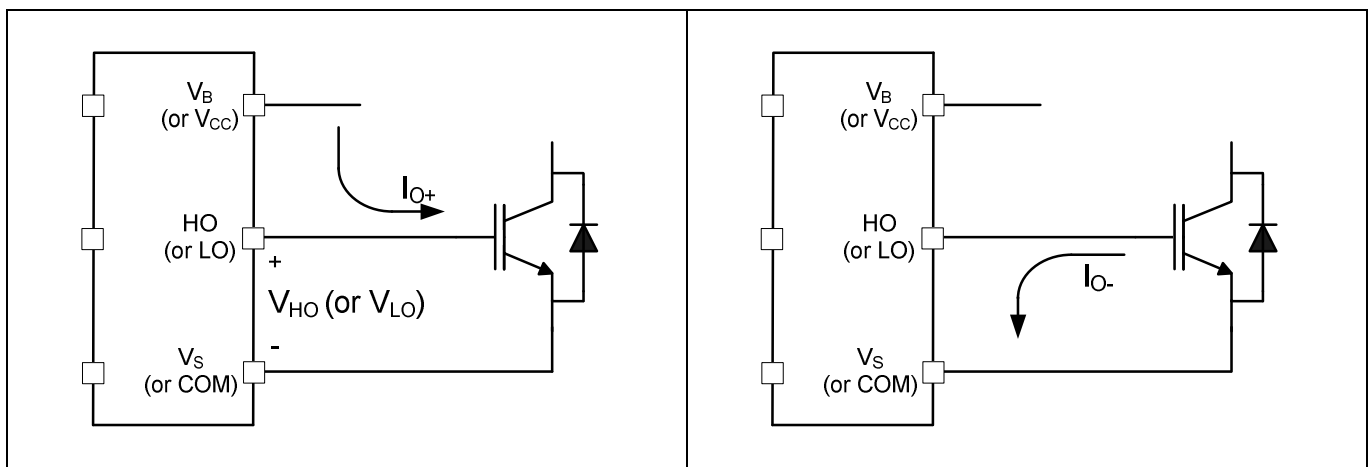 V_B
(or V_CC)
I_O+
HO
(or LO)
+
V_HO (or V_LO)
-
V_S
(or COM)
V_B
(or V_CC)
HO
(or LO)
I_O-
V_S
(or COM)